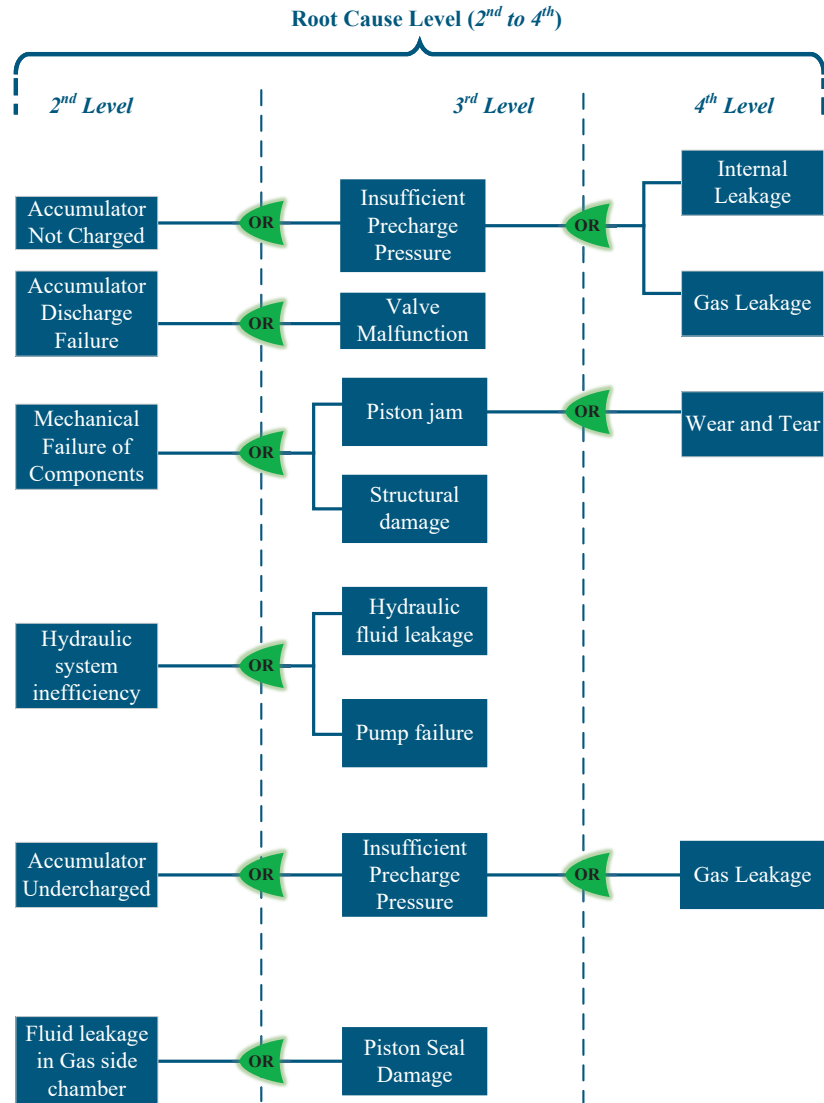 Root Cause Level (2nd to 4th)
2nd Level
3rd Level
4th Level
Accumulator
Not Charged
OR
Insufficient
Precharge
Pressure
OR
Internal
Leakage
Gas Leakage
Accumulator
Discharge
Failure
OR
Valve
Malfunction
Mechanical
Failure of
Components
OR
Piston jam
OR
Wear and Tear
Structural
damage
Hydraulic
system
inefficiency
OR
Hydraulic
fluid leakage
Pump failure
Accumulator
Undercharged
OR
Insufficient
Precharge
Pressure
OR
Gas Leakage
Fluid leakage
in Gas side
chamber
OR
Piston Seal
Damage